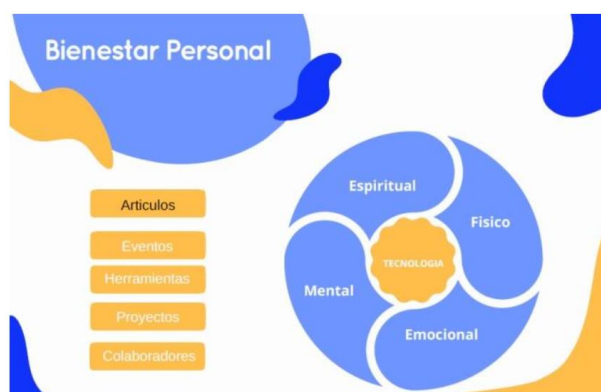 Bienestar Personal
Articulos
Eventos
Herramientas
Proyectos
Colaboradores
Espiritual
Fisico
TECNOLOGIA
Mental
Emocional